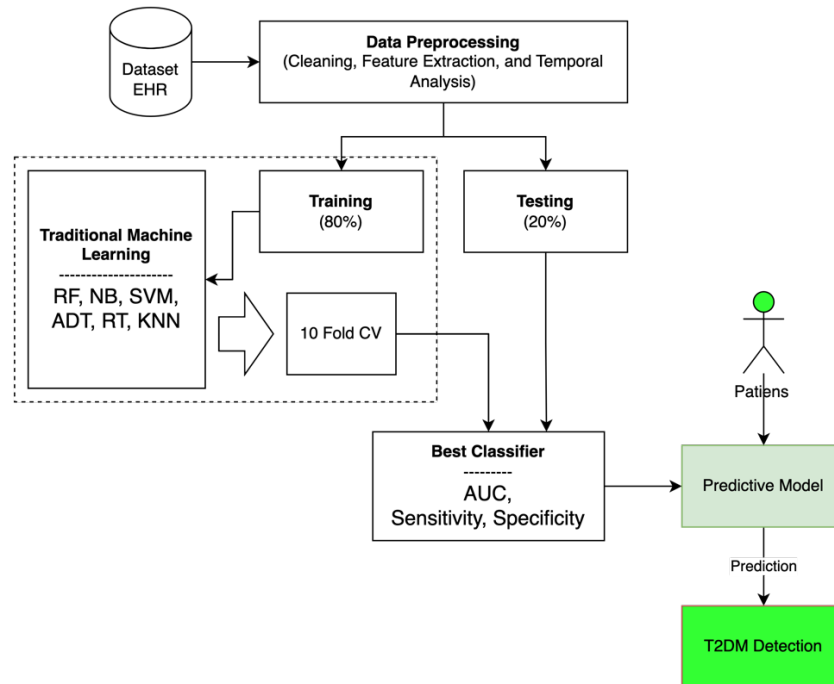 Dataset
EHR
Data Preprocessing
(Cleaning, Feature Extraction, and Temporal
Analysis)
Training
(80%)
Testing
(20%)
Traditional Machine
Learning
----------------------
RF, NB, SVM,
ADT, RT, KNN
10 Fold CV
Best Classifier
---------
AUC,
Sensitivity, Specificity
Patiens
Predictive Model
Prediction
T2DM Detection